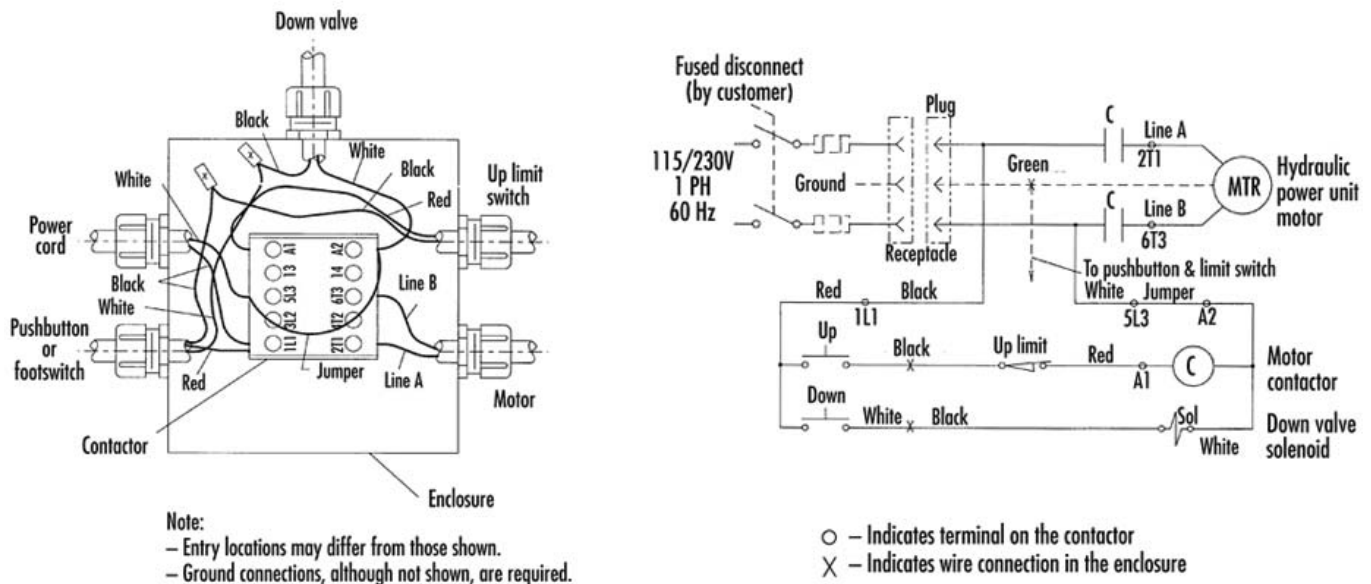 Down valve
Black
White
Black
Red
White
Up limit
switch
Power
cord
A1
A2
13
14
5L3
6T3
3L2
4T2
1L1
2T1
Line B
Black
White
Pushbutton
or
footswitch
Red
Jumper
Line A
Motor
Contactor
Enclosure
Note:
– Entry locations may differ from those shown.
– Ground connections, although not shown, are required.
Fused disconnect
(by customer)
Plug
C
Line A
2T1
115/230V
1 PH
60 Hz
Ground
Green
MTR
Hydraulic
power unit
motor
C
Line B
6T3
Receptacle
To pushbutton & limit switch
Red
Black
1L1
White
Jumper
5L3
A2
Up
Black
Up limit
Red
A1
C
Motor
contactor
Down
White
Black
Sol
White
Down valve
solenoid
O – Indicates terminal on the contactor
X – Indicates wire connection in the enclosure